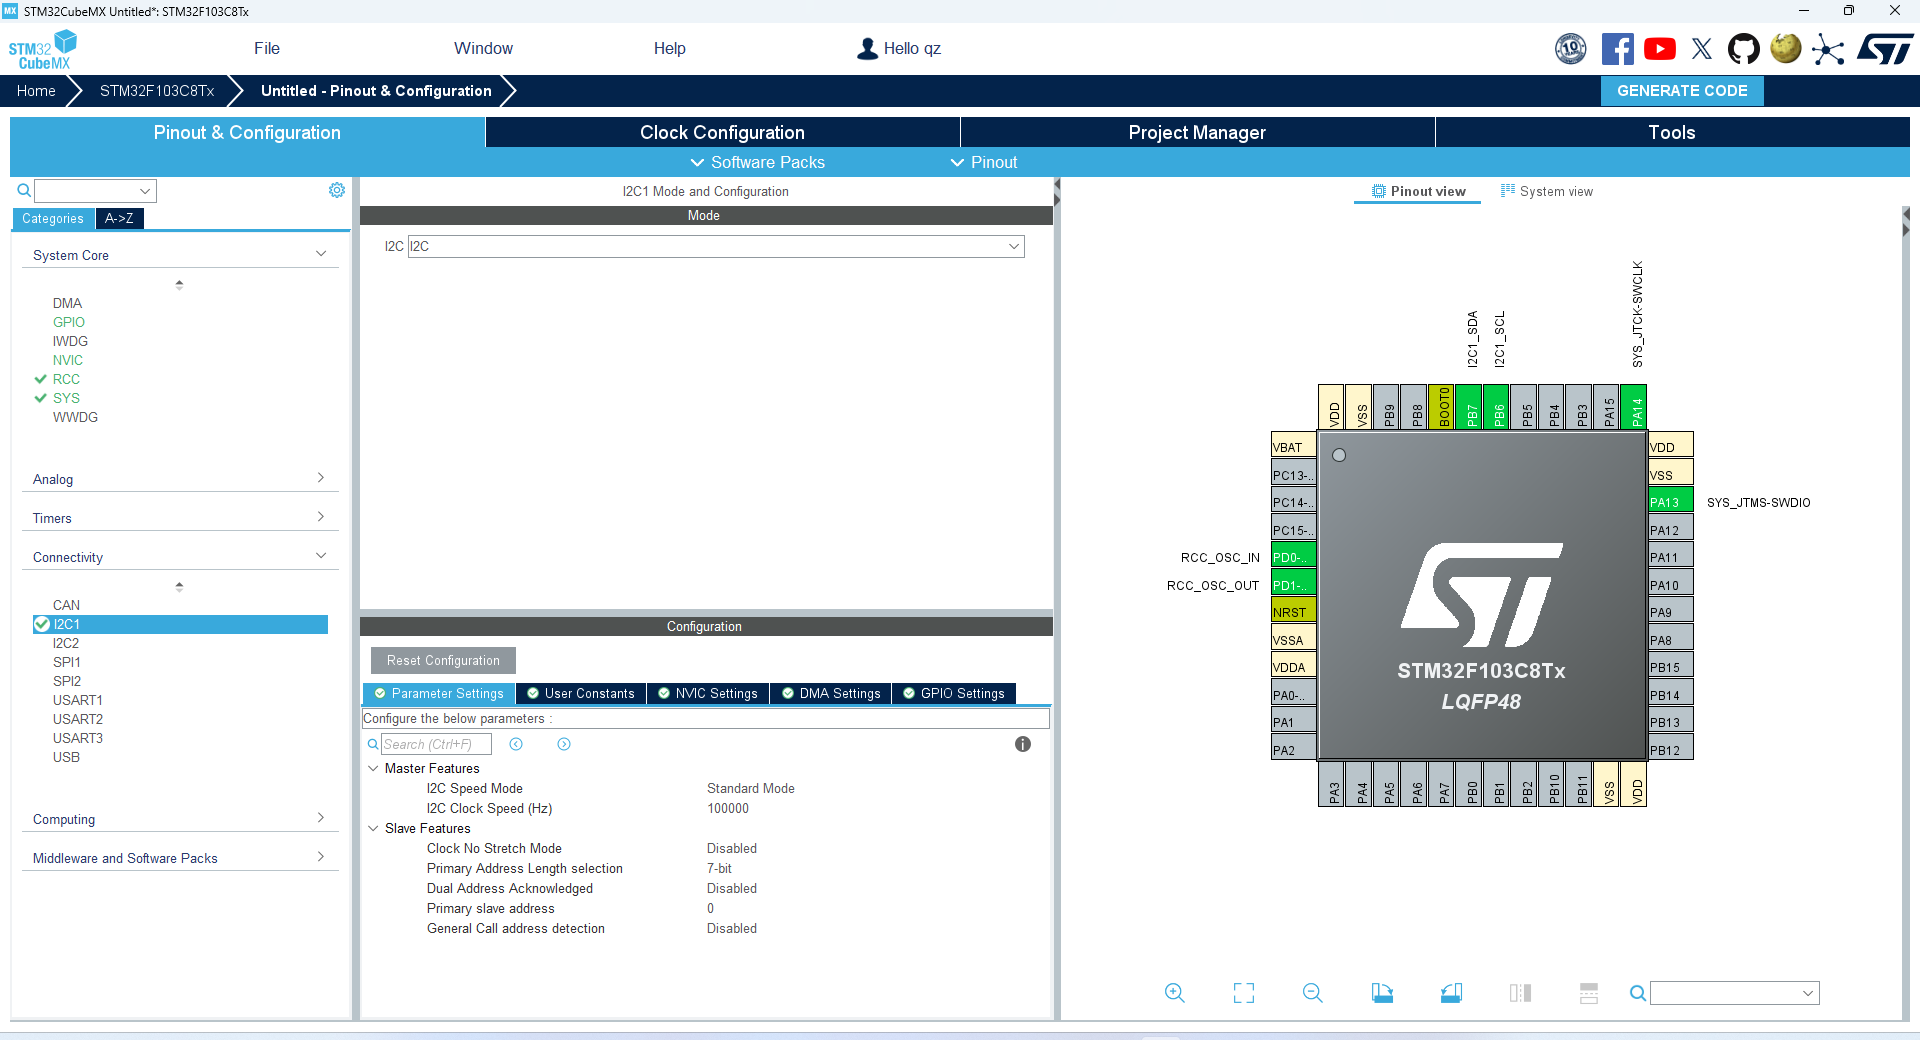 MX STM32CubeMX Untitled*: STM32F103C8Tx
STM32 CubeMX
File
Window
Help
Hello qz
10
ST
Home
STM32F103C8Tx
Untitled - Pinout & Configuration
GENERATE CODE
Pinout & Configuration
Clock Configuration
Project Manager
Tools
Software Packs
Pinout
Categories
A->Z
System Core
DMA
GPIO
IWDG
NVIC
RCC
SYS
WWDG
Analog
Timers
Connectivity
CAN
I2C1
I2C2
SPI1
SPI2
USART1
USART2
USART3
USB
Computing
Middleware and Software Packs
I2C1 Mode and Configuration
Mode
I2C I2C
Configuration
Reset Configuration
Parameter Settings
User Constants
NVIC Settings
DMA Settings
GPIO Settings
Configure the below parameters :
Search (Ctrl+F)
Master Features
I2C Speed Mode Standard Mode
I2C Clock Speed (Hz) 100000
Slave Features
Clock No Stretch Mode Disabled
Primary Address Length selection 7-bit
Dual Address Acknowledged Disabled
Primary slave address 0
General Call address detection Disabled
Pinout view
System view
I2C1_SDA
I2C1_SCL
SYS_JTCK-SWCLK
VDD
VSS
PB9
PB8
BOOT0
PB7
PB6
PB5
PB4
PB3
PA15
PA14
VBAT
PC13-..
PC14-..
PC15-..
RCC_OSC_IN PD0-..
RCC_OSC_OUT PD1-..
NRST
VSSA
VDDA
PA0-..
PA1
PA2
VDD
VSS
PA13 SYS_JTMS-SWDIO
PA12
PA11
PA10
PA9
PA8
PB15
PB14
PB13
PB12
ST
STM32F103C8Tx
LQFP48
PA3
PA4
PA5
PA6
PA7
PB0
PB1
PB2
PB10
PB11
VSS
VDD